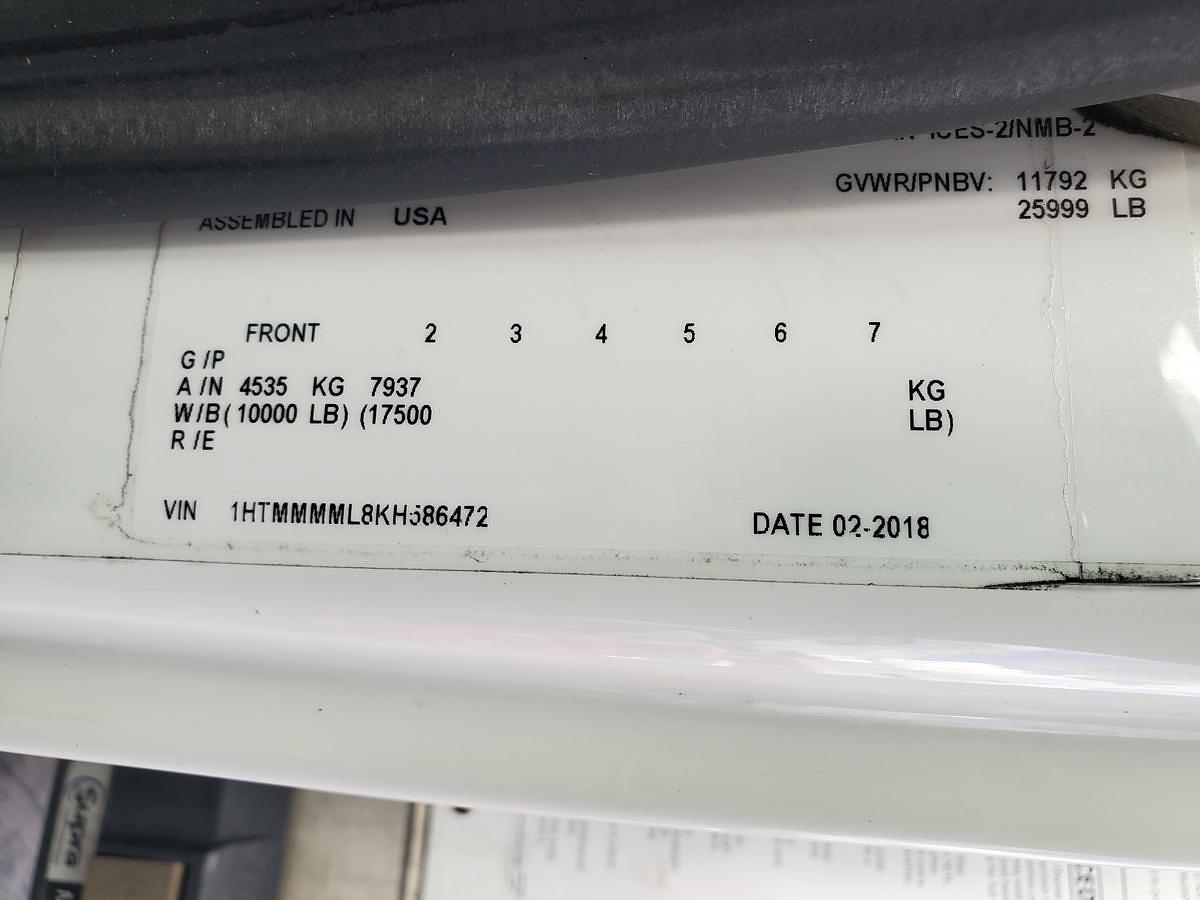 ICES-2/NMB-2
GVWR/PNBV: 11792 KG
25999 LB
ASSEMBLED IN USA
FRONT 2 3 4 5 6 7
G /P
A /N 4535 KG 7937 KG
W/B (10000 LB) (17500 LB)
R /E
VIN 1HTMMMML8KH586472
DATE 02-2018
Supra